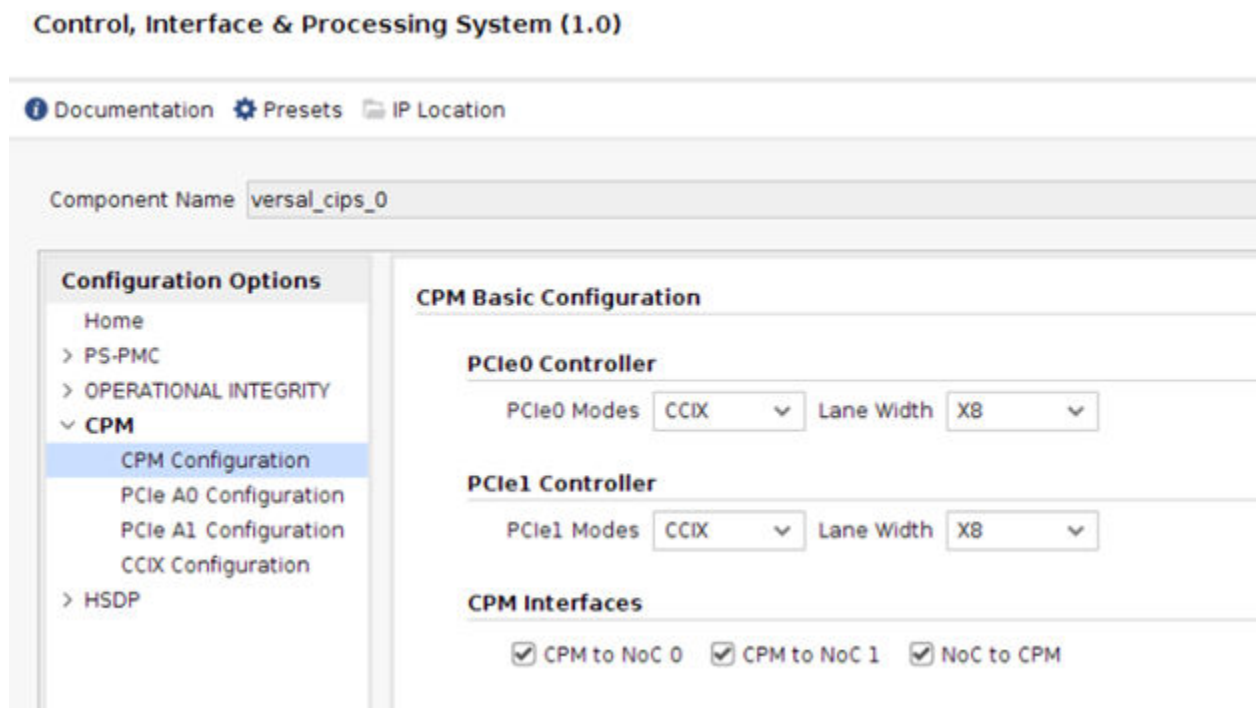 Control, Interface & Processing System (1.0)
Documentation Presets IP Location
Component Name versal_cips_0
Configuration Options
Home
> PS-PMC
> OPERATIONAL INTEGRITY
CPM
CPM Configuration
PCIe A0 Configuration
PCIe A1 Configuration
CCIX Configuration
> HSDP
CPM Basic Configuration
PCIe0 Controller
PCIe0 Modes CCIX Lane Width X8
PCIe1 Controller
PCIe1 Modes CCIX Lane Width X8
CPM Interfaces
CPM to NoC 0 CPM to NoC 1 NoC to CPM